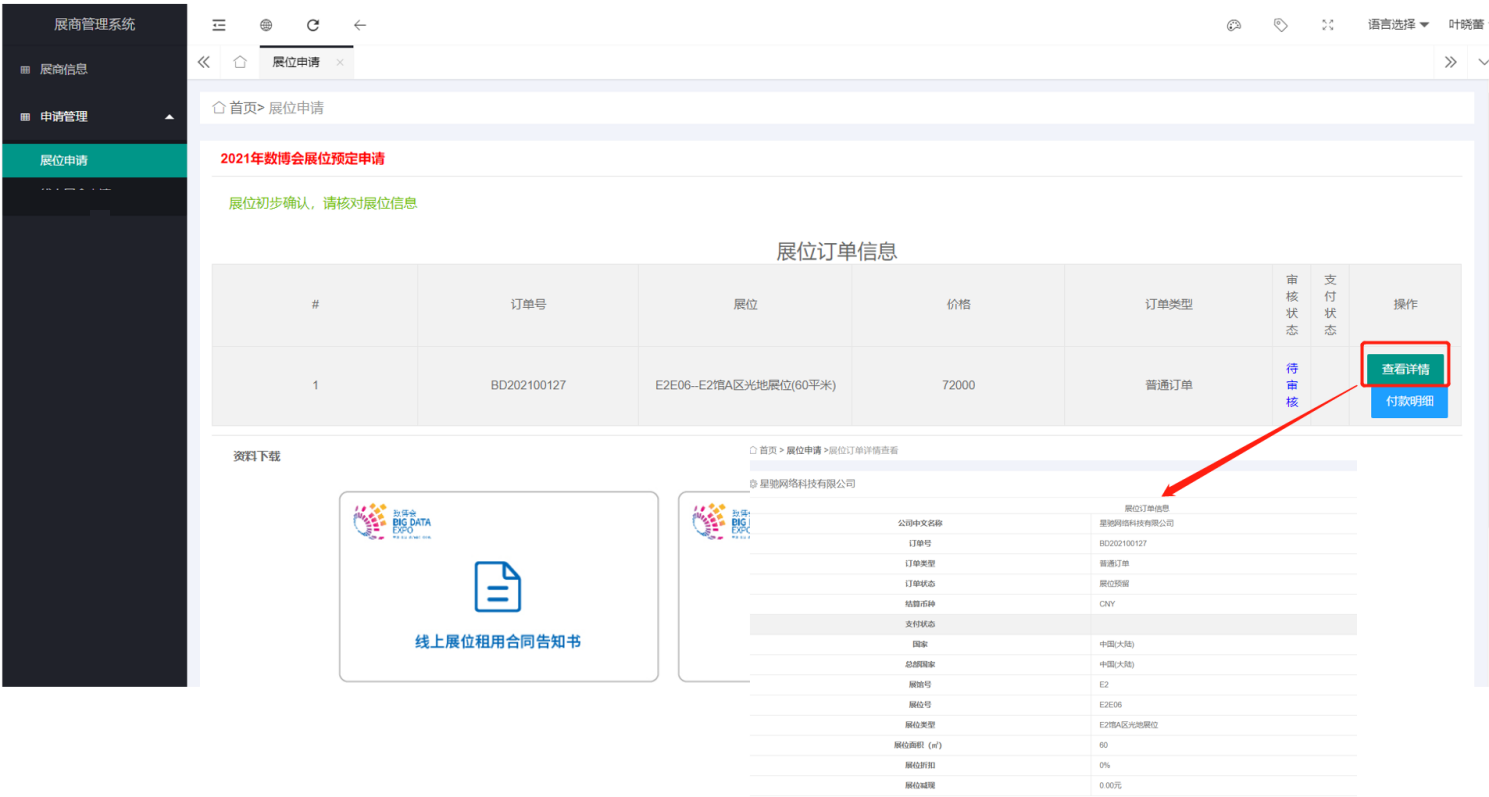 展商管理系统
语言选择
叶晓蕾
展商信息
展位申请
申请管理
首页> 展位申请
展位申请
2021年数博会展位预定申请
展位初步确认，请核对展位信息
展位订单信息
# 订单号 展位 价格 订单类型 审核状态 支付状态 操作
1 BD202100127 E2E06--E2馆A区光地展位(60平米) 72000 普通订单 待审核 查看详情
付款明细
资料下载
数博会
BIG DATA
EXPO
线上展位租用合同告知书
首页 > 展位申请 >展位订单详情查看
星驰网络科技有限公司
展位订单信息
公司中文名称 星驰网络科技有限公司
订单号 BD202100127
订单类型 普通订单
订单状态 展位预留
结算币种 CNY
支付状态
国家 中国(大陆)
总部国家 中国(大陆)
展馆号 E2
展位号 E2E06
展位类型 E2馆A区光地展位
展位面积（㎡） 60
展位折扣 0%
展位减现 0.00元